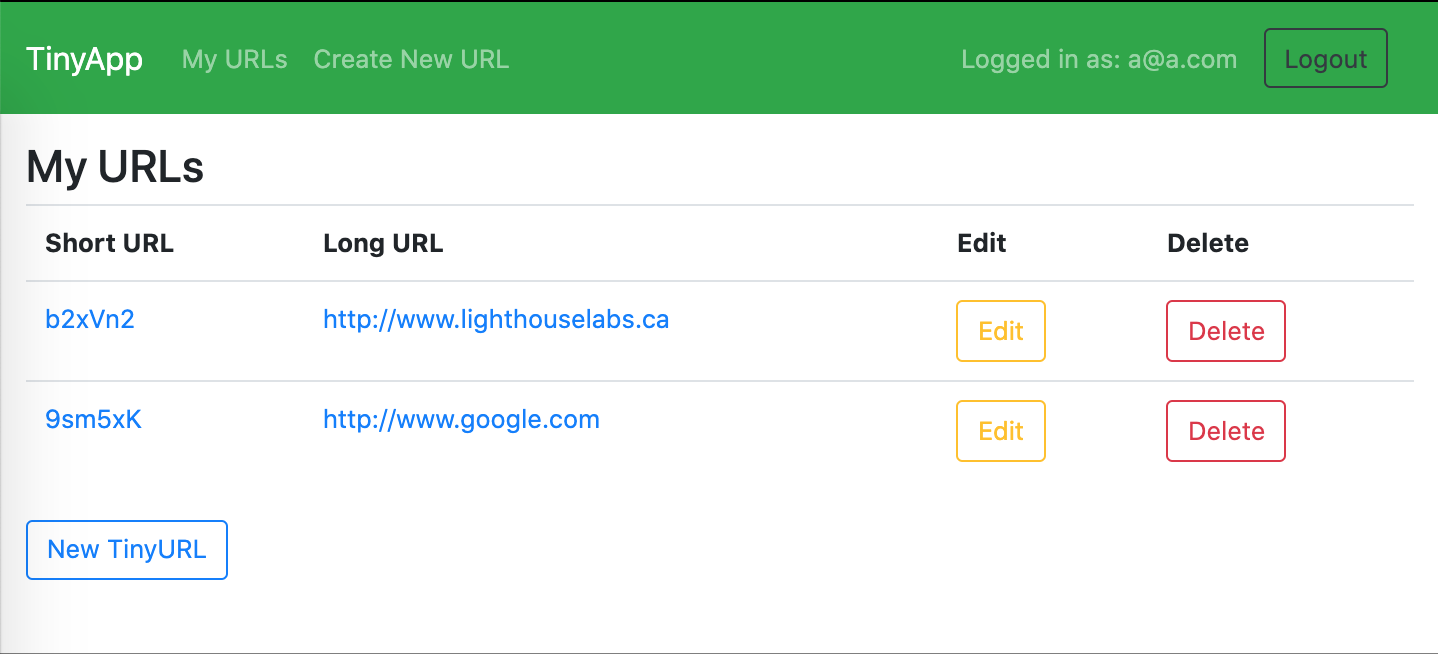 TinyApp My URLs Create New URL Logged in as: a@a.com Logout
My URLs
Short URL Long URL Edit Delete
b2xVn2 http://www.lighthouselabs.ca Edit Delete
9sm5xK http://www.google.com Edit Delete
New TinyURL